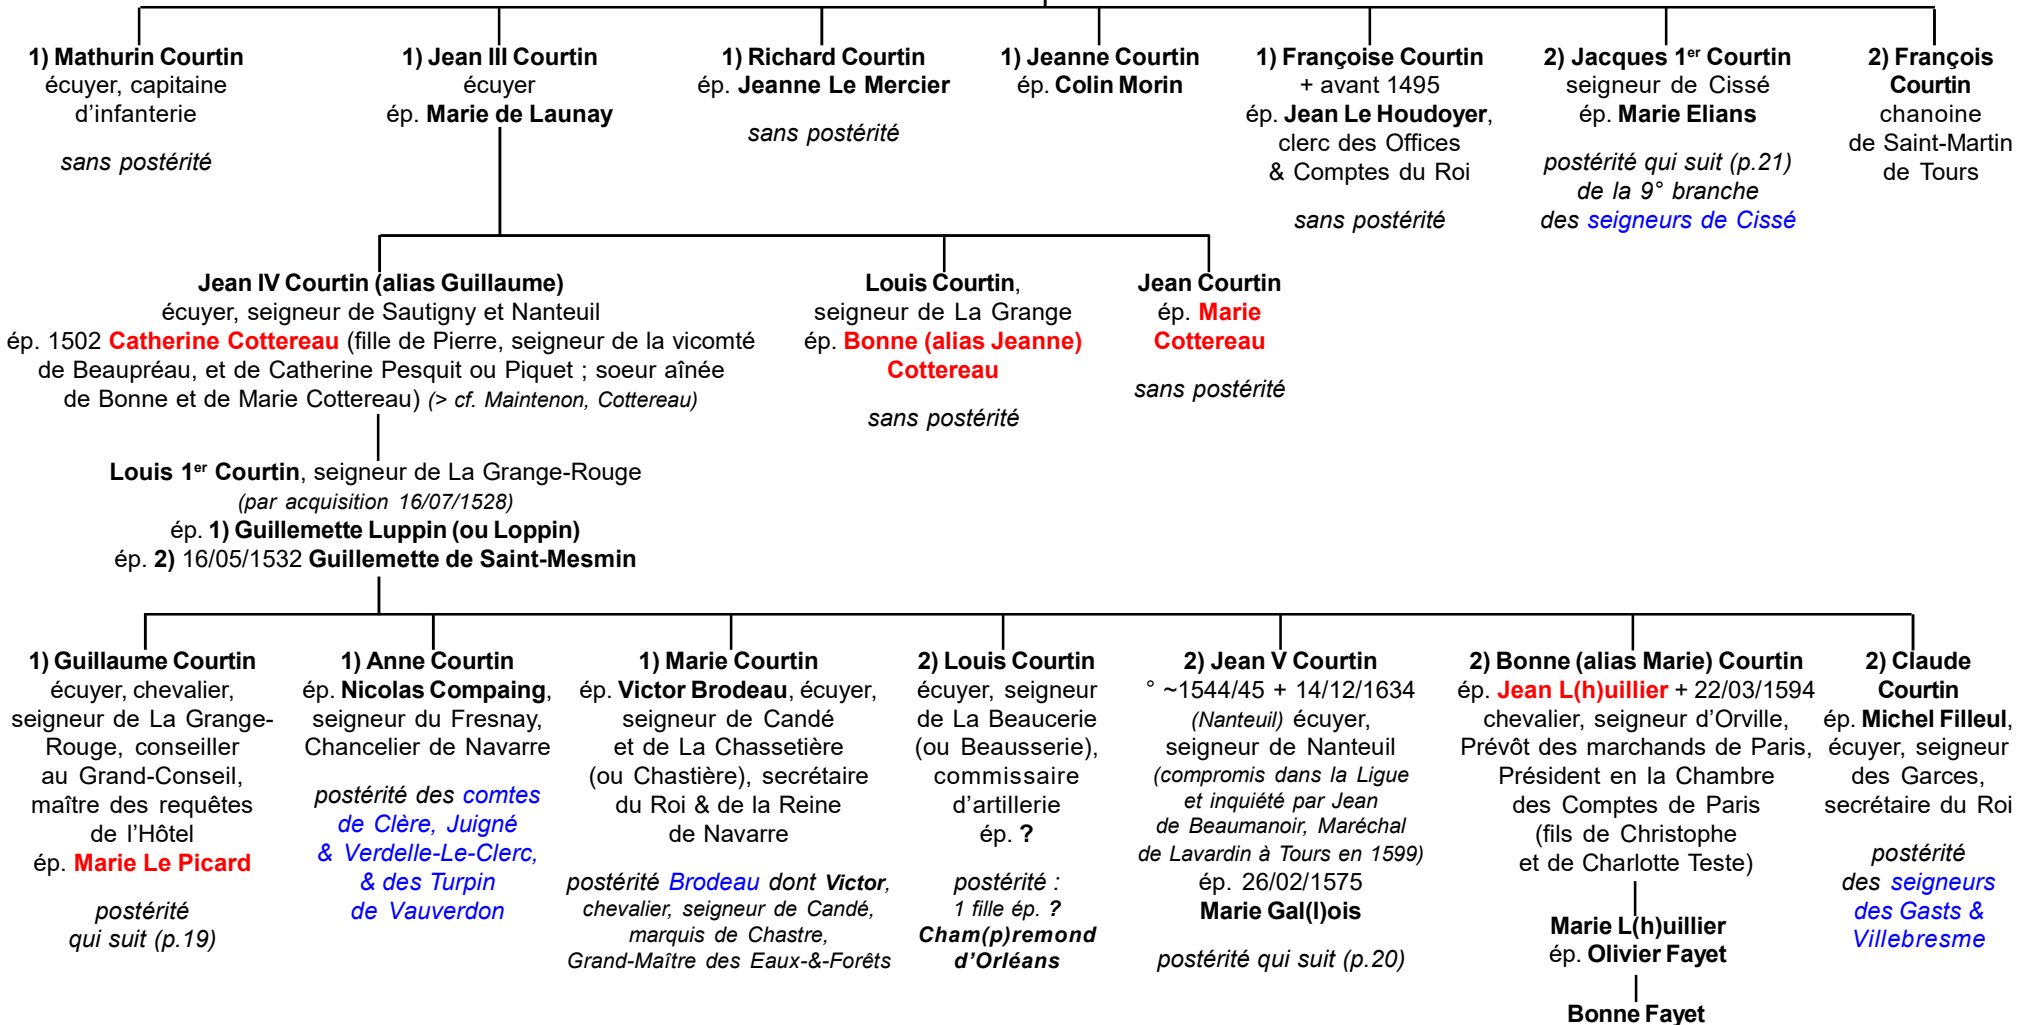 1) Mathurin Courtin
écuyer, capitaine
d’infanterie
sans postérité
1) Jean III Courtin
écuyer
ép. Marie de Launay
1) Richard Courtin
ép. Jeanne Le Mercier
sans postérité
1) Jeanne Courtin
ép. Colin Morin
1) Françoise Courtin
+ avant 1495
ép. Jean Le Houdoyer,
clerc des Offices
& Comptes du Roi
sans postérité
2) Jacques 1er Courtin
seigneur de Cissé
ép. Marie Elians
postérité qui suit (p.21)
de la 9° branche
des seigneurs de Cissé
2) François
Courtin
chanoine
de Saint-Martin
de Tours
Jean IV Courtin (alias Guillaume)
écuyer, seigneur de Sautigny et Nanteuil
ép. 1502 Catherine Cottereau (fille de Pierre, seigneur de la vicomté
de Beaupréau, et de Catherine Pesquit ou Piquet ; soeur aînée
de Bonne et de Marie Cottereau) (> cf. Maintenon, Cottereau)
Louis Courtin,
seigneur de La Grange
ép. Bonne (alias Jeanne)
Cottereau
sans postérité
Jean Courtin
ép. Marie
Cottereau
sans postérité
Louis 1er Courtin, seigneur de La Grange-Rouge
(par acquisition 16/07/1528)
ép. 1) Guillemette Luppin (ou Loppin)
ép. 2) 16/05/1532 Guillemette de Saint-Mesmin
1) Guillaume Courtin
écuyer, chevalier,
seigneur de La Grange-
Rouge, conseiller
au Grand-Conseil,
maître des requêtes
de l’Hôtel
ép. Marie Le Picard
postérité
qui suit (p.19)
1) Anne Courtin
ép. Nicolas Compaing,
seigneur du Fresnay,
Chancelier de Navarre
postérité des comtes
de Clère, Juigné
& Verdelle-Le-Clerc,
& des Turpin
de Vauverdon
1) Marie Courtin
ép. Victor Brodeau, écuyer,
seigneur de Candé
et de La Chassetière
(ou Chastière), secrétaire
du Roi & de la Reine
de Navarre
postérité Brodeau dont Victor,
chevalier, seigneur de Candé,
marquis de Chastre,
Grand-Maître des Eaux-&-Forêts
2) Louis Courtin
écuyer, seigneur
de La Beaucerie
(ou Beausserie),
commissaire
d’artillerie
ép. ?
postérité :
1 fille ép. ?
Cham(p)remond
d’Orléans
2) Jean V Courtin
° ~1544/45 + 14/12/1634
(Nanteuil) écuyer,
seigneur de Nanteuil
(compromis dans la Ligue
et inquiété par Jean
de Beaumanoir, Maréchal
de Lavardin à Tours en 1599)
ép. 26/02/1575
Marie Gal(l)ois
postérité qui suit (p.20)
2) Bonne (alias Marie) Courtin
ép. Jean L(h)uillier + 22/03/1594
chevalier, seigneur d’Orville,
Prévôt des marchands de Paris,
Président en la Chambre
des Comptes de Paris
(fils de Christophe
et de Charlotte Teste)
Marie L(h)uillier
ép. Olivier Fayet
Bonne Fayet
2) Claude
Courtin
ép. Michel Filleul,
écuyer, seigneur
des Garces,
secrétaire du Roi
postérité
des seigneurs
des Gasts &
Villebresme